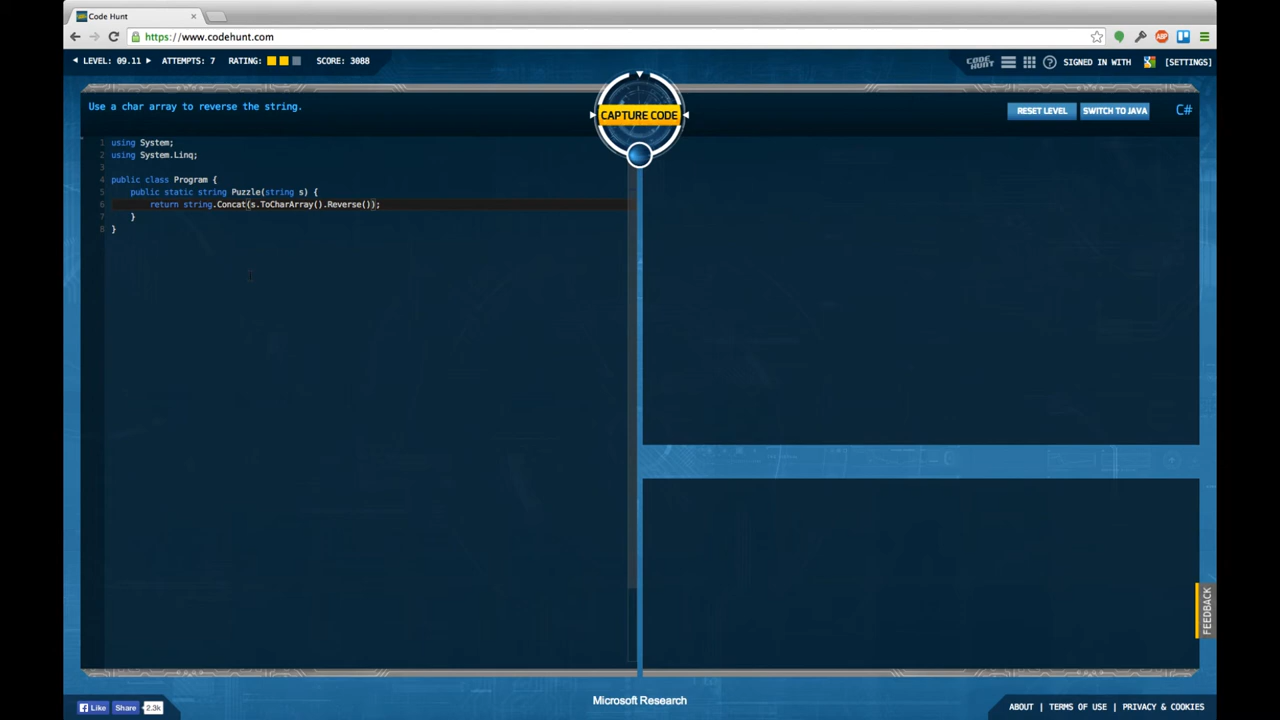 Code Hunt
https://www.codehunt.com
ABP
LEVEL: 09.11 ATTEMPTS: 7 RATING: SCORE: 3088
CODE HUNT
SIGNED IN WITH [SETTINGS]
Use a char array to reverse the string.
CAPTURE CODE
RESET LEVEL SWITCH TO JAVA C#
1 using System;
2 using System.Linq;
3
4 public class Program {
5 public static string Puzzle(string s) {
6 return string.Concat(s.ToCharArray().Reverse());
7 }
8 }
FEEDBACK
Like Share 2.3k
Microsoft Research
ABOUT | TERMS OF USE | PRIVACY & COOKIES